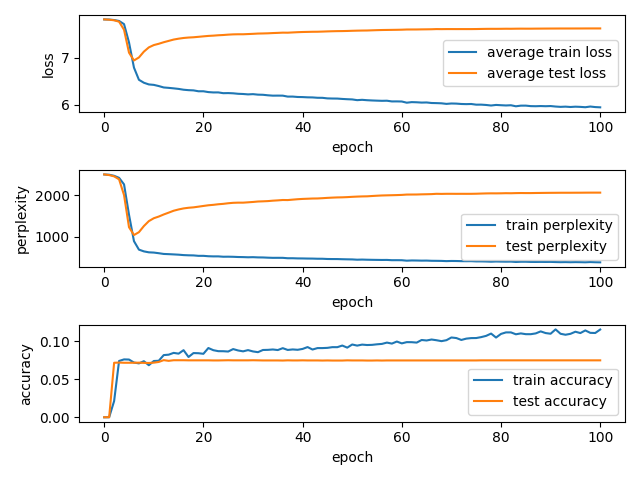 7
6
loss
average train loss
average test loss
0 20 40 60 80 100
epoch
2000
1000
perplexity
train perplexity
test perplexity
0 20 40 60 80 100
epoch
0.10
0.05
0.00
accuracy
train accuracy
test accuracy
0 20 40 60 80 100
epoch